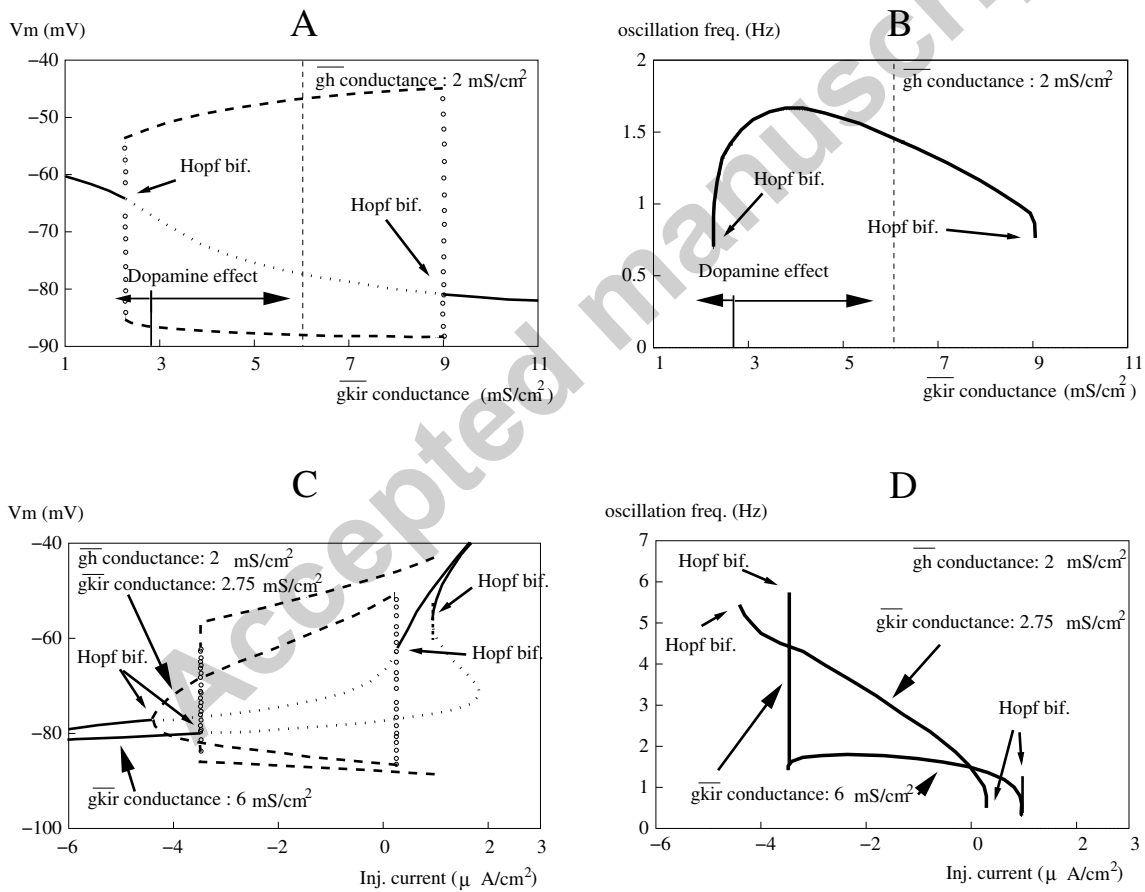 A
Vm (mV)
−40
−50
−60
−70
−80
−90
1
3
5
7
9
11
gh conductance : 2 mS/cm2
Hopf bif.
Hopf bif.
Dopamine effect
gkir conductance (mS/cm2)
B
oscillation freq. (Hz)
2
1.5
1
0.5
0
1
3
5
7
9
11
gh conductance : 2 mS/cm2
Hopf bif.
Hopf bif.
Dopamine effect
gkir conductance (mS/cm2)
C
Vm (mV)
−40
−60
−80
−100
−6
−4
−2
0
2
3
gh conductance: 2 mS/cm2
gkir conductance: 2.75 mS/cm2
Hopf bif.
Hopf bif.
Hopf bif.
gkir conductance : 6 mS/cm2
Inj. current (μ A/cm2)
D
oscillation freq. (Hz)
7
6
5
4
3
2
1
0
−6
−4
−2
0
2
3
gh conductance: 2 mS/cm2
Hopf bif.
gkir conductance: 2.75 mS/cm2
Hopf bif.
Hopf bif.
gkir conductance: 6 mS/cm2
Inj. current (μ A/cm2)
Accepted manuscript